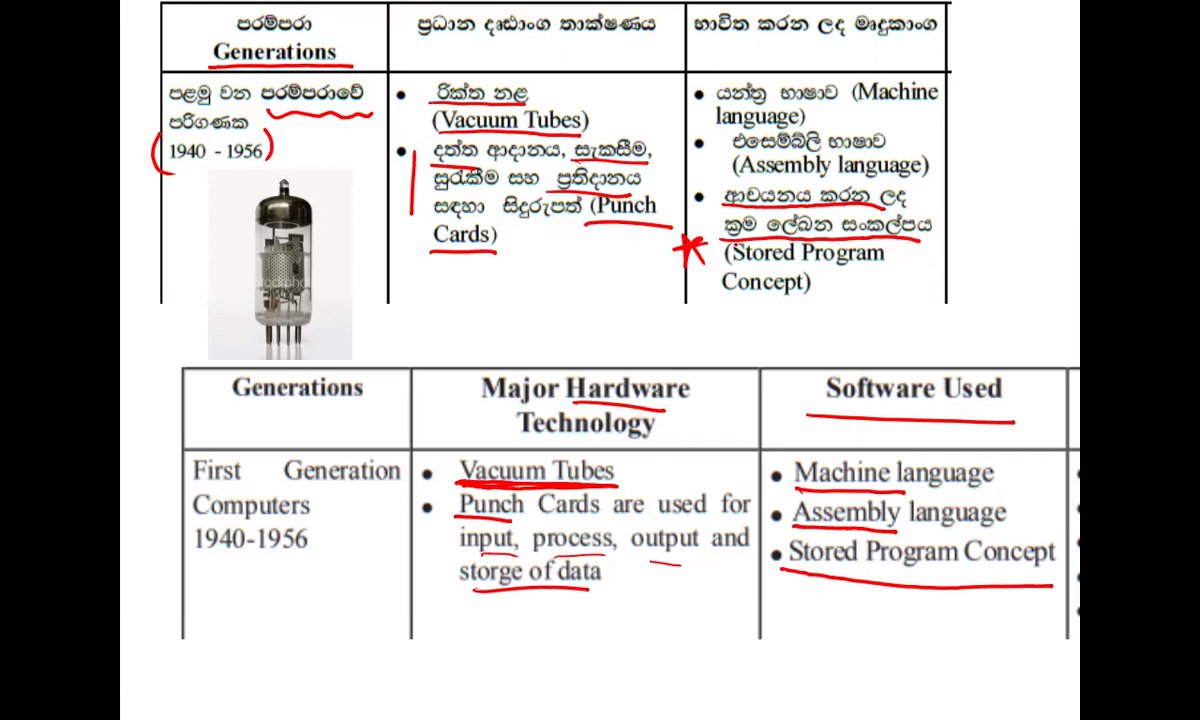 පරම්පරා
Generations
ප්‍රධාන දෘඪාංග තාක්ෂණය
භාවිත කරන ලද මෘදුකාංග
පළමු වන පරම්පරාවේ
පරිගණක
1940 - 1956
• රික්ත නළ
(Vacuum Tubes)
• දත්ත ආදානය, සැකසීම,
සුරැකීම සහ ප්‍රතිදානය
සඳහා සිදුරුපත් (Punch
Cards)
• යන්ත්‍ර භාෂාව (Machine
language)
• එසෙම්බ්ලි භාෂාව
(Assembly language)
• ආචයනය කරන ලද
ක්‍රම ලේඛන සංකල්පය
(Stored Program
Concept)
Generations
Major Hardware
Technology
Software Used
First Generation
Computers
1940-1956
• Vacuum Tubes
• Punch Cards are used for
input, process, output and
storge of data
• Machine language
• Assembly language
• Stored Program Concept